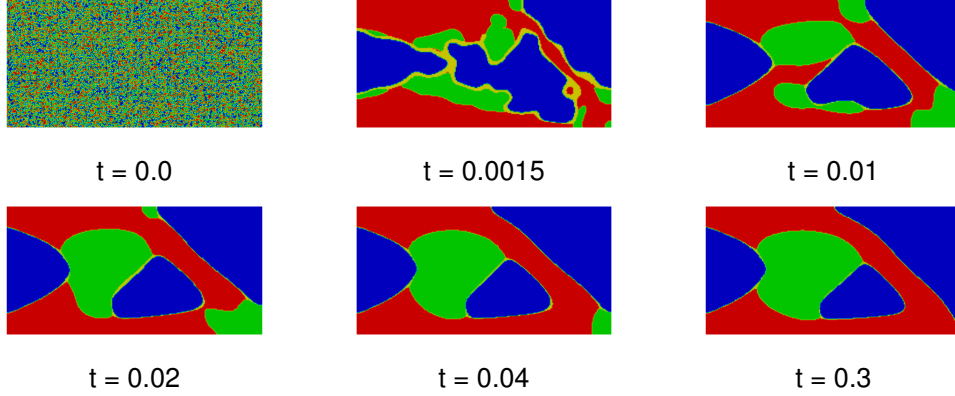 t = 0.0
t = 0.0015
t = 0.01
t = 0.02
t = 0.04
t = 0.3